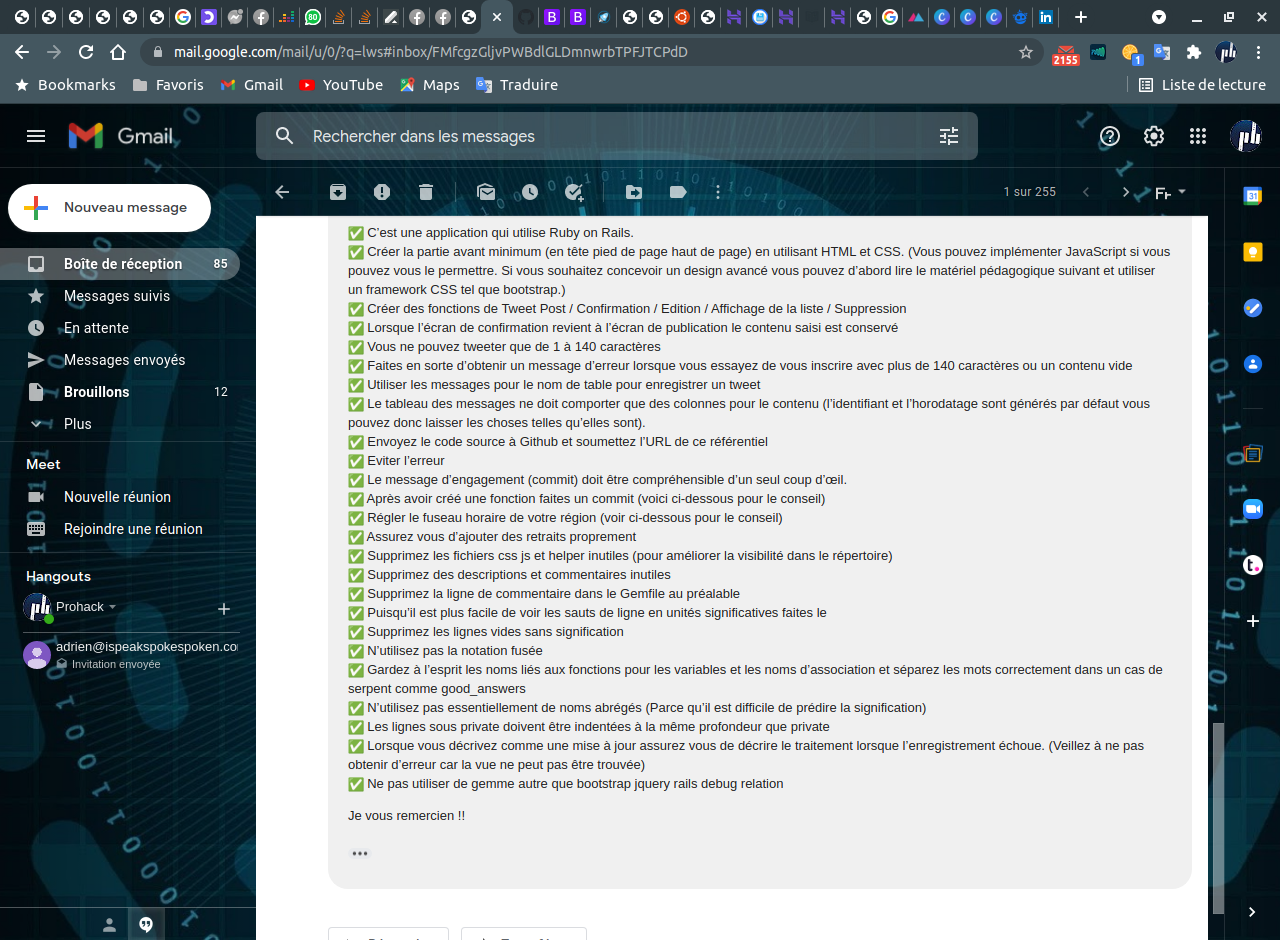 80
mail.google.com/mail/u/0/?q=lws#inbox/FMfcgzGljvPWBdlGLDmnwrbTPFJTCPdD
2155
1
Bookmarks
Favoris
Gmail
YouTube
Maps
Traduire
Liste de lecture
Gmail
Rechercher dans les messages
Nouveau message
1 sur 255
Boîte de réception 85
Messages suivis
En attente
Messages envoyés
Brouillons 12
Plus
Meet
Nouvelle réunion
Rejoindre une réunion
Hangouts
Prohack
adrien@ispeakspokespoken.co
Invitation envoyée
✅ C’est une application qui utilise Ruby on Rails.
✅ Créer la partie avant minimum (en tête pied de page haut de page) en utilisant HTML et CSS. (Vous pouvez implémenter JavaScript si vous
pouvez vous le permettre. Si vous souhaitez concevoir un design avancé vous pouvez d’abord lire le matériel pédagogique suivant et utiliser
un framework CSS tel que bootstrap.)
✅ Créer des fonctions de Tweet Post / Confirmation / Edition / Affichage de la liste / Suppression
✅ Lorsque l’écran de confirmation revient à l’écran de publication le contenu saisi est conservé
✅ Vous ne pouvez tweeter que de 1 à 140 caractères
✅ Faites en sorte d’obtenir un message d’erreur lorsque vous essayez de vous inscrire avec plus de 140 caractères ou un contenu vide
✅ Utiliser les messages pour le nom de table pour enregistrer un tweet
✅ Le tableau des messages ne doit comporter que des colonnes pour le contenu (l’identifiant et l’horodatage sont générés par défaut vous
pouvez donc laisser les choses telles qu’elles sont).
✅ Envoyez le code source à Github et soumettez l’URL de ce référentiel
✅ Eviter l’erreur
✅ Le message d’engagement (commit) doit être compréhensible d’un seul coup d’œil.
✅ Après avoir créé une fonction faites un commit (voici ci-dessous pour le conseil)
✅ Régler le fuseau horaire de votre région (voir ci-dessous pour le conseil)
✅ Assurez vous d’ajouter des retraits proprement
✅ Supprimez les fichiers css js et helper inutiles (pour améliorer la visibilité dans le répertoire)
✅ Supprimez des descriptions et commentaires inutiles
✅ Supprimez la ligne de commentaire dans le Gemfile au préalable
✅ Puisqu’il est plus facile de voir les sauts de ligne en unités significatives faites le
✅ Supprimez les lignes vides sans signification
✅ N’utilisez pas la notation fusée
✅ Gardez à l’esprit les noms liés aux fonctions pour les variables et les noms d’association et séparez les mots correctement dans un cas de
serpent comme good_answers
✅ N’utilisez pas essentiellement de noms abrégés (Parce qu’il est difficile de prédire la signification)
✅ Les lignes sous private doivent être indentées à la même profondeur que private
✅ Lorsque vous décrivez comme une mise à jour assurez vous de décrire le traitement lorsque l’enregistrement échoue. (Veillez à ne pas
obtenir d’erreur car la vue ne peut pas être trouvée)
✅ Ne pas utiliser de gemme autre que bootstrap jquery rails debug relation
Je vous remercien !!